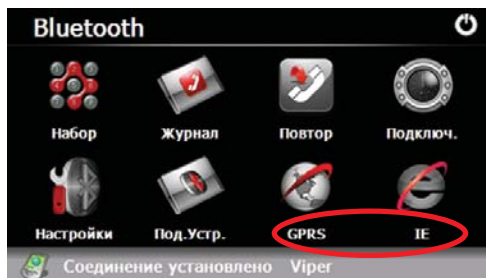 Bluetooth
Набор Журнал Повтор Подключ.
Настройки Под.Устр. GPRS IE
Соединение установлено Viper